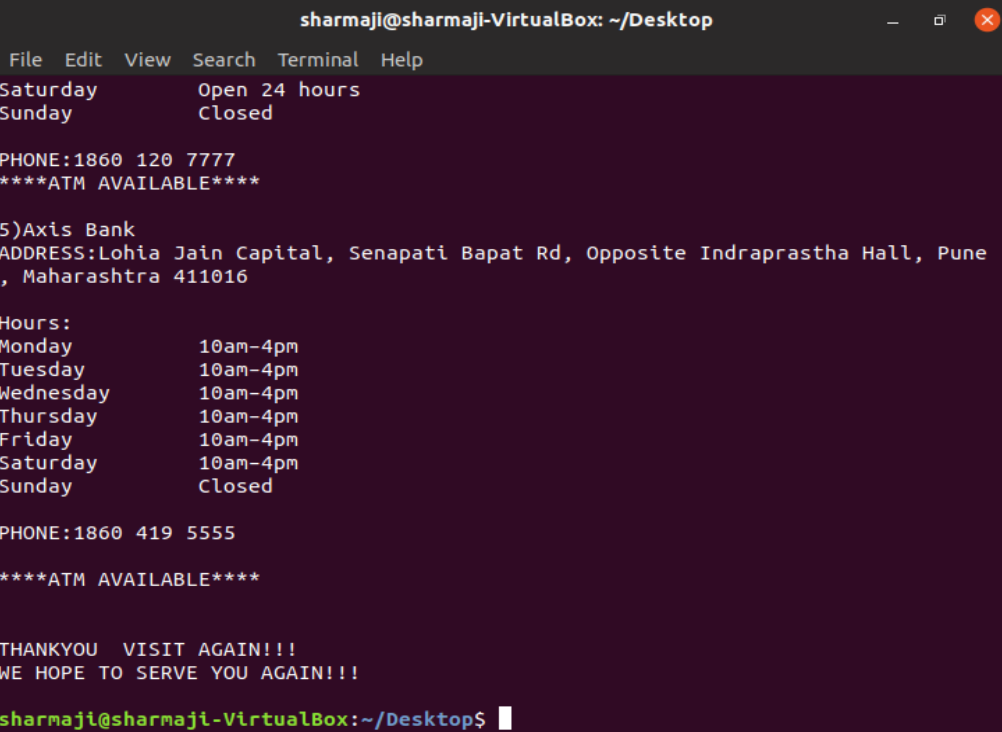 sharmaji@sharmaji-VirtualBox: ~/Desktop
File Edit View Search Terminal Help
Saturday Open 24 hours
Sunday Closed
PHONE:1860 120 7777
****ATM AVAILABLE****
5)Axis Bank
ADDRESS:Lohia Jain Capital, Senapati Bapat Rd, Opposite Indraprastha Hall, Pune
, Maharashtra 411016
Hours:
Monday 10am–4pm
Tuesday 10am–4pm
Wednesday 10am–4pm
Thursday 10am–4pm
Friday 10am–4pm
Saturday 10am–4pm
Sunday Closed
PHONE:1860 419 5555
****ATM AVAILABLE****
THANKYOU  VISIT AGAIN!!!
WE HOPE TO SERVE YOU AGAIN!!!
sharmaji@sharmaji-VirtualBox:~/Desktop$